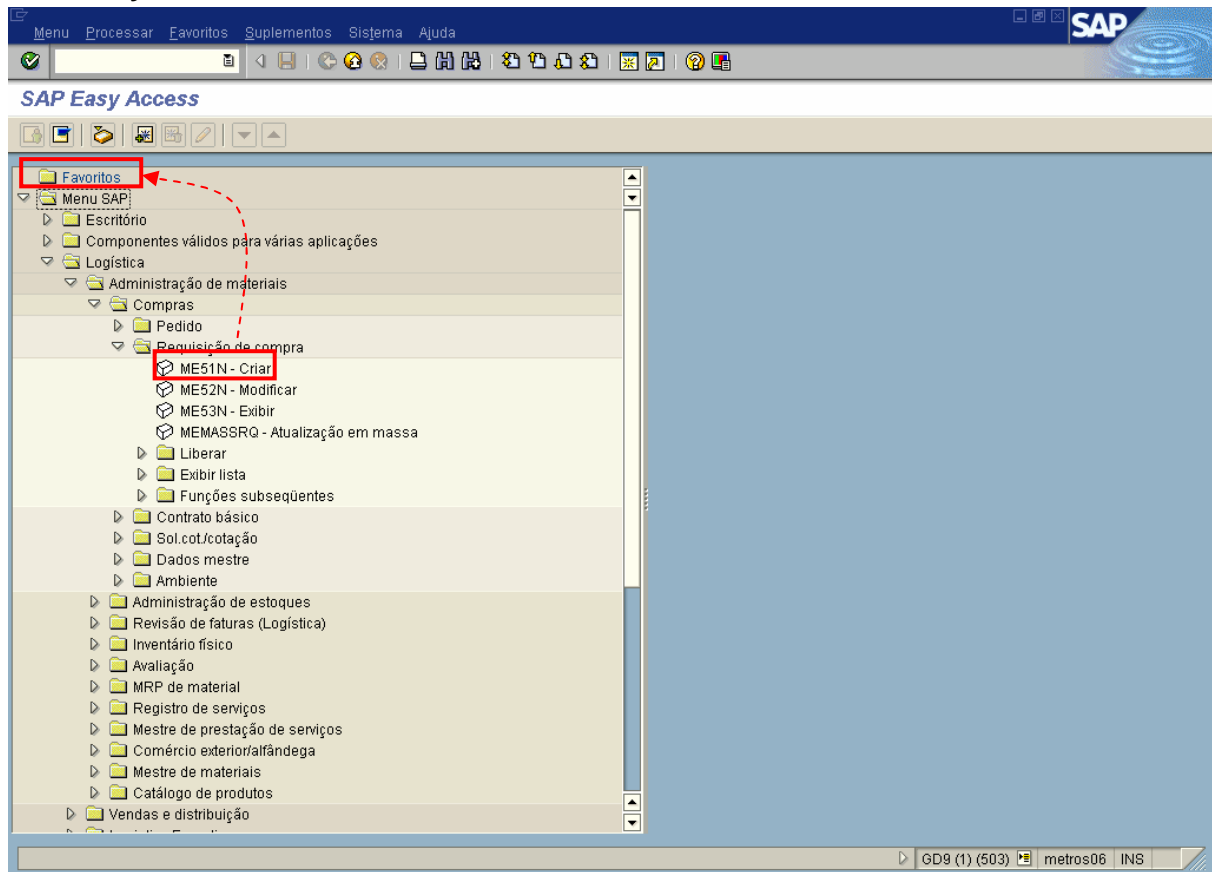 Menu Processar Favoritos Suplementos Sistema Ajuda
SAP
SAP Easy Access
Favoritos
Menu SAP
Escritório
Componentes válidos para várias aplicações
Logística
Administração de materiais
Compras
Pedido
Requisição de compra
ME51N - Criar
ME52N - Modificar
ME53N - Exibir
MEMASSRQ - Atualização em massa
Liberar
Exibir lista
Funções subseqüentes
Contrato básico
Sol.cot./cotação
Dados mestre
Ambiente
Administração de estoques
Revisão de faturas (Logística)
Inventário físico
Avaliação
MRP de material
Registro de serviços
Mestre de prestação de serviços
Comércio exterior/alfândega
Mestre de materiais
Catálogo de produtos
Vendas e distribuição
GD9 (1) (503) metros06 INS